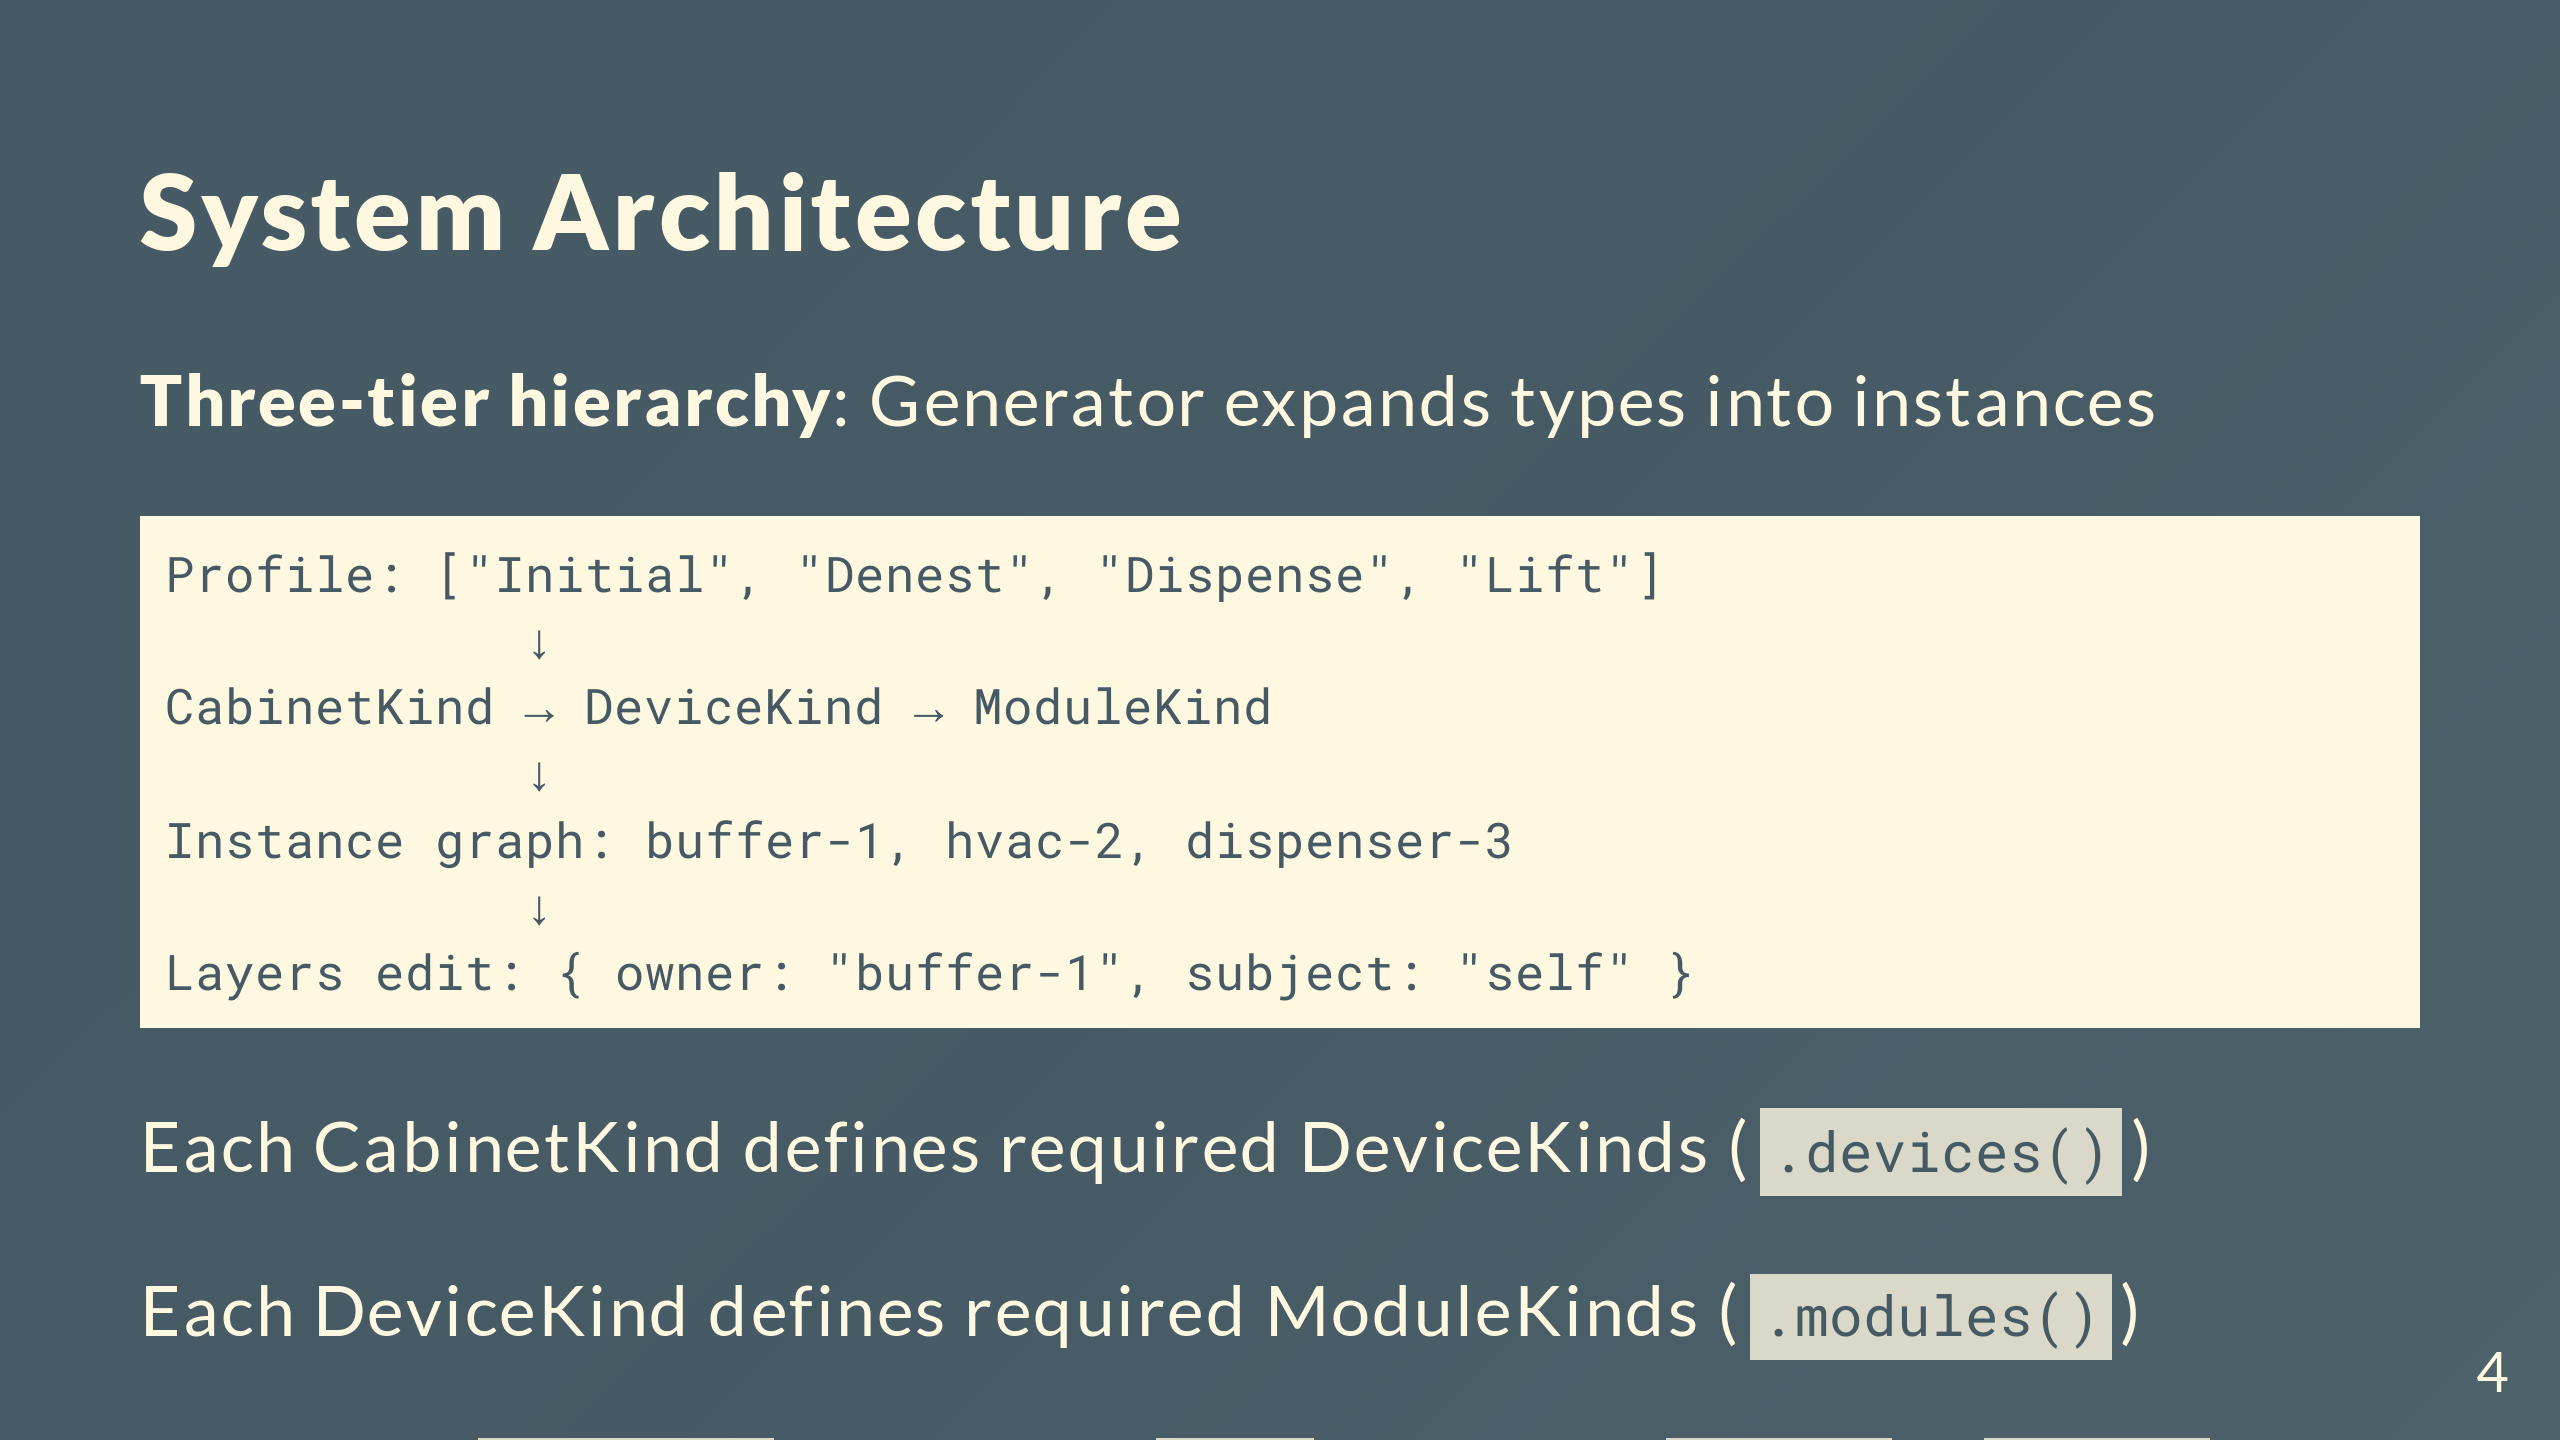 System Architecture
Three-tier hierarchy: Generator expands types into instances
Profile: ["Initial", "Denest", "Dispense", "Lift"]
↓
CabinetKind → DeviceKind → ModuleKind
↓
Instance graph: buffer-1, hvac-2, dispenser-3
↓
Layers edit: { owner: "buffer-1", subject: "self" }
Each CabinetKind defines required DeviceKinds (.devices())
Each DeviceKind defines required ModuleKinds (.modules())
4